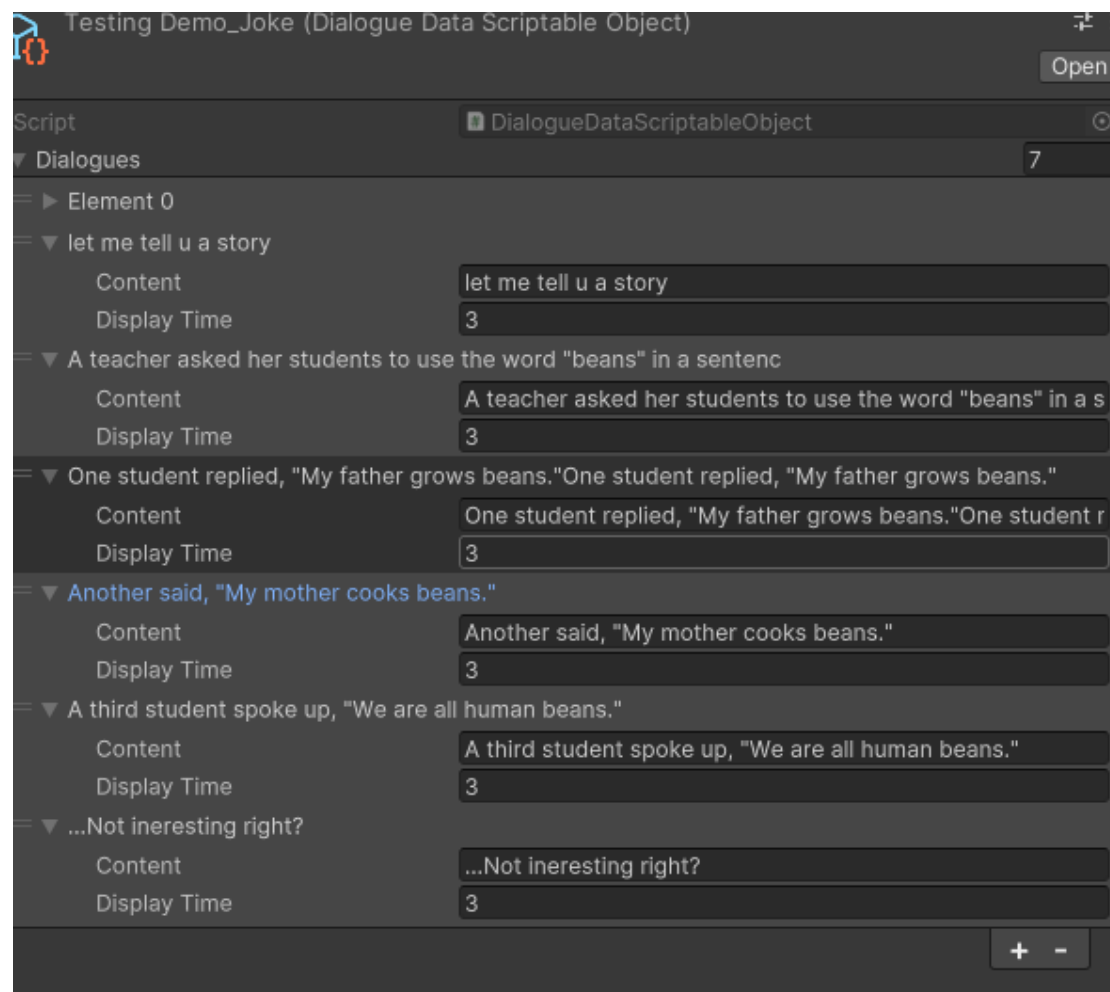 Testing Demo_Joke (Dialogue Data Scriptable Object)
Open
Script DialogueDataScriptableObject
Dialogues 7
Element 0
let me tell u a story
Content let me tell u a story
Display Time 3
A teacher asked her students to use the word "beans" in a sentenc
Content A teacher asked her students to use the word "beans" in a s
Display Time 3
One student replied, "My father grows beans."One student replied, "My father grows beans."
Content One student replied, "My father grows beans."One student r
Display Time 3
Another said, "My mother cooks beans."
Content Another said, "My mother cooks beans."
Display Time 3
A third student spoke up, "We are all human beans."
Content A third student spoke up, "We are all human beans."
Display Time 3
...Not ineresting right?
Content ...Not ineresting right?
Display Time 3
+ -